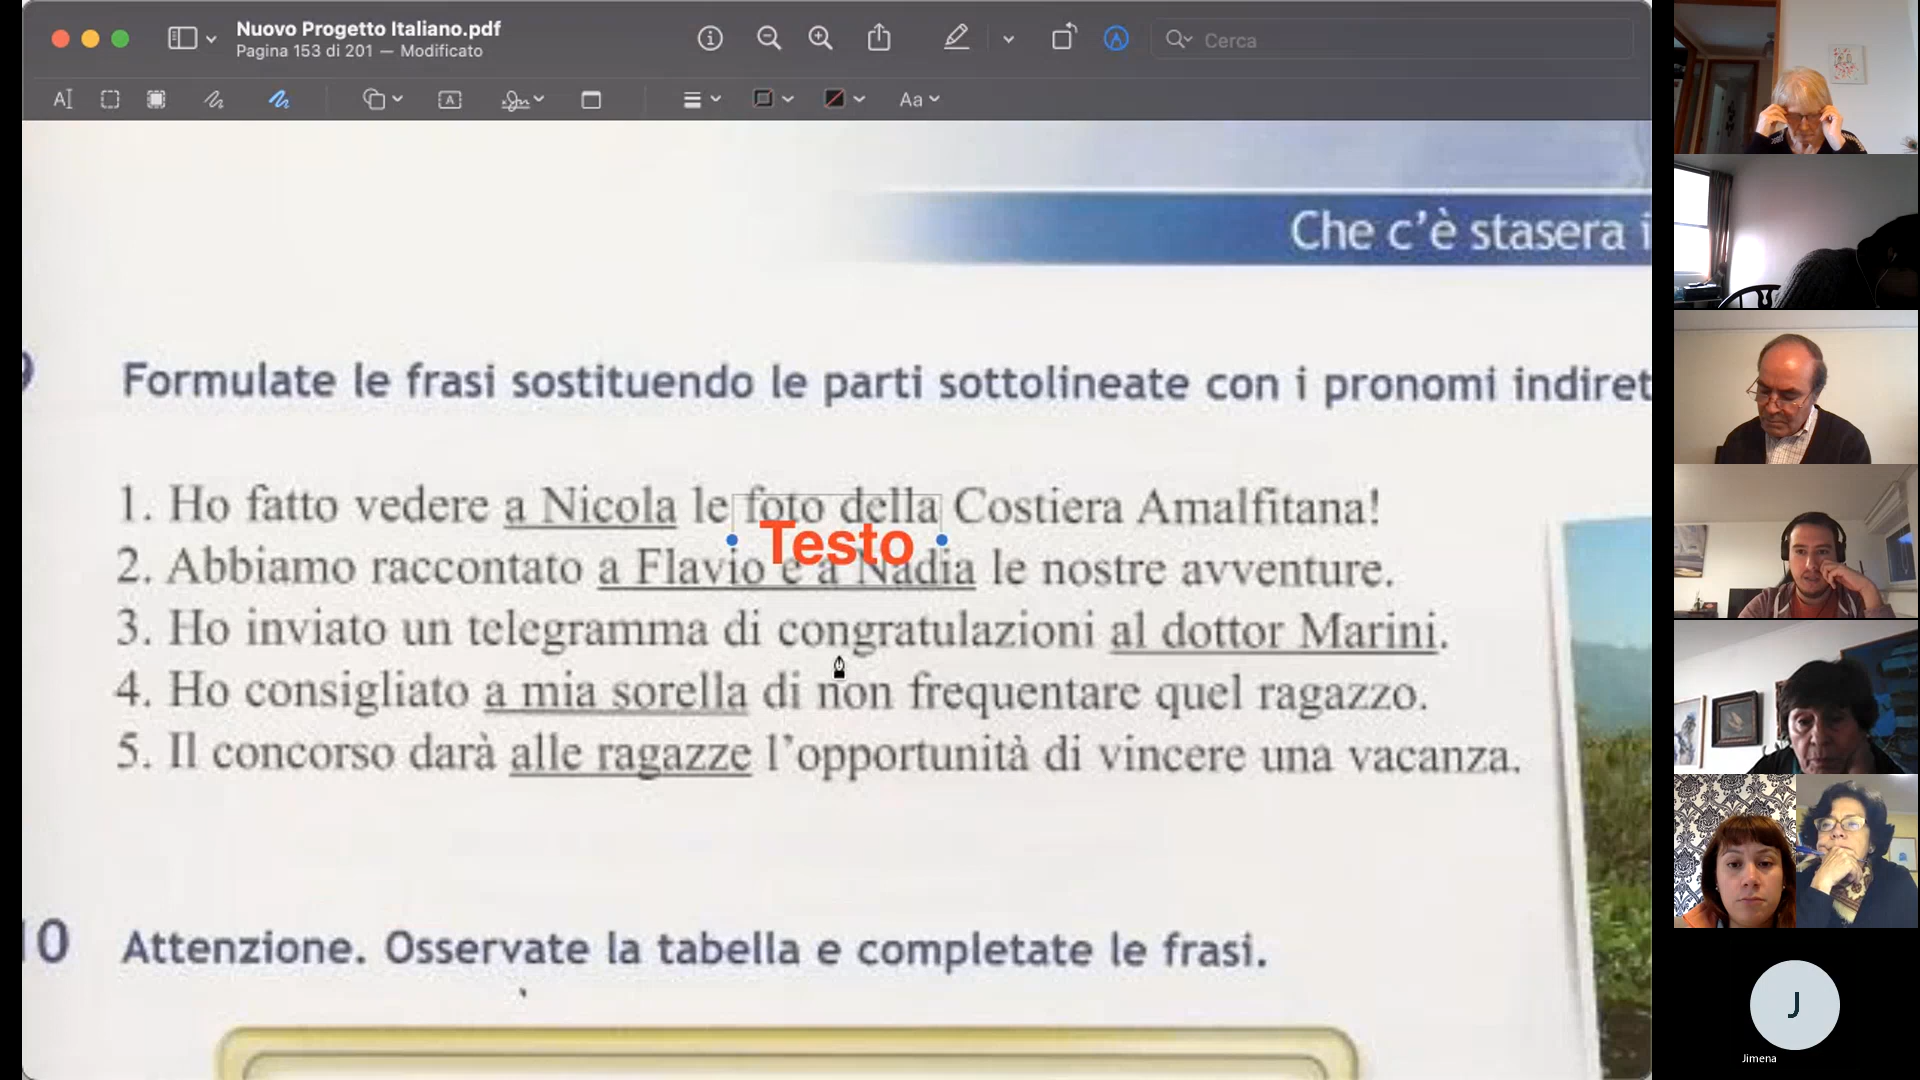 Nuovo Progetto Italiano.pdf
Pagina 153 di 201 — Modificato
Cerca
Aa
Che c'è stasera i
9 Formulate le frasi sostituendo le parti sottolineate con i pronomi indiret
1. Ho fatto vedere a Nicola le foto della Costiera Amalfitana!
Testo
2. Abbiamo raccontato a Flavio e a Nadia le nostre avventure.
3. Ho inviato un telegramma di congratulazioni al dottor Marini.
4. Ho consigliato a mia sorella di non frequentare quel ragazzo.
5. Il concorso darà alle ragazze l'opportunità di vincere una vacanza.
10 Attenzione. Osservate la tabella e completate le frasi.
J
Jimena